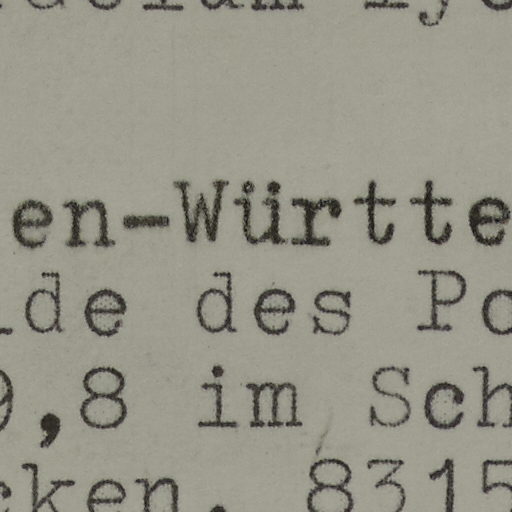 en-Württe
de des Po
9,8 im Sch
cken. 8315